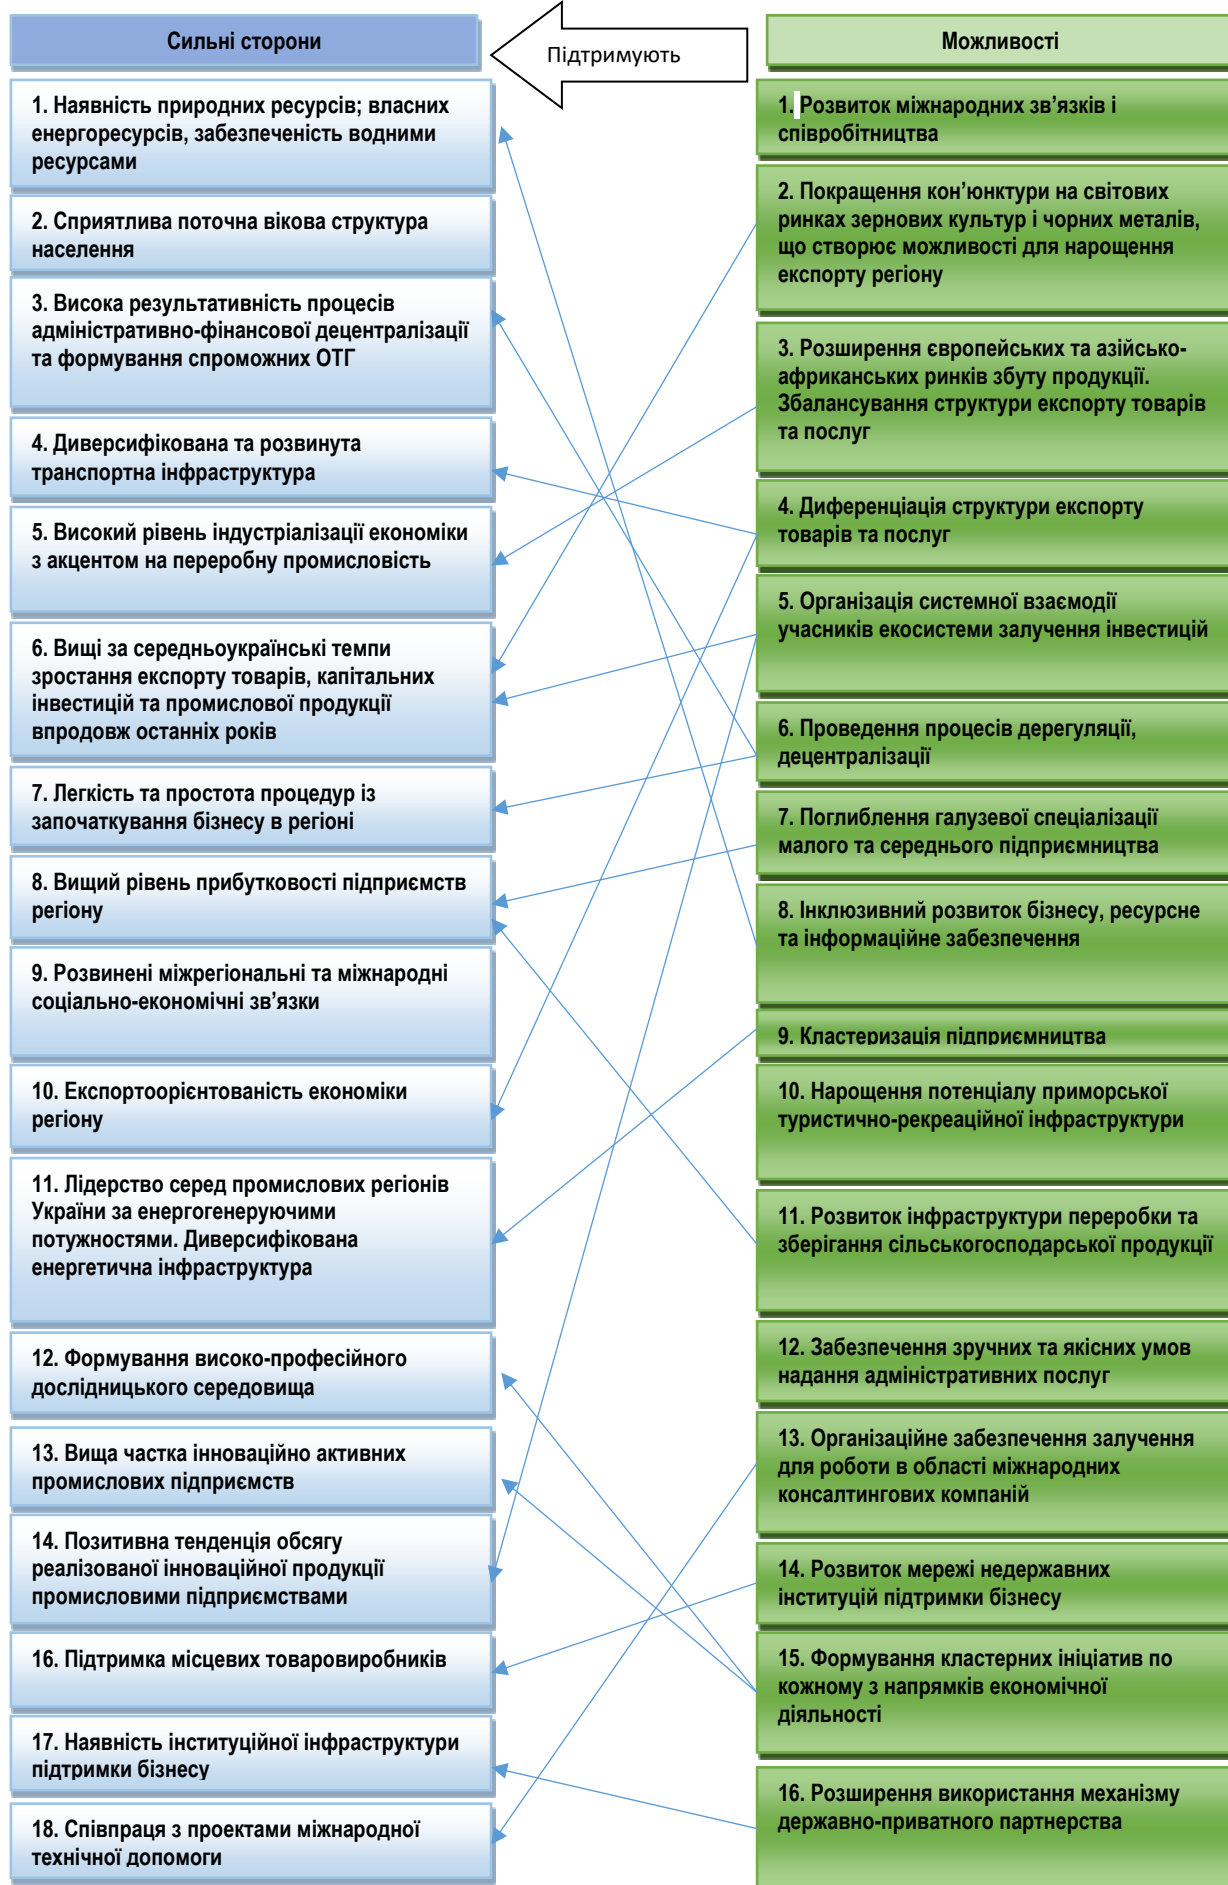 Сильні сторони
Підтримують
Можливості
1. Наявність природних ресурсів; власних
енергоресурсів, забезпеченість водними
ресурсами
2. Сприятлива поточна вікова структура
населення
3. Висока результативність процесів
адміністративно-фінансової децентралізації
та формування спроможних ОТГ
4. Диверсифікована та розвинута
транспортна інфраструктура
5. Високий рівень індустріалізації економіки
з акцентом на переробну промисловість
6. Вищі за середньоукраїнські темпи
зростання експорту товарів, капітальних
інвестицій та промислової продукції
впродовж останніх років
7. Легкість та простота процедур із
започаткування бізнесу в регіоні
8. Вищий рівень прибутковості підприємств
регіону
9. Розвинені міжрегіональні та міжнародні
соціально-економічні зв’язки
10. Експортоорієнтованість економіки
регіону
11. Лідерство серед промислових регіонів
України за енергогенеруючими
потужностями. Диверсифікована
енергетична інфраструктура
12. Формування високо-професійного
дослідницького середовища
13. Вища частка інноваційно активних
промислових підприємств
14. Позитивна тенденція обсягу
реалізованої інноваційної продукції
промисловими підприємствами
16. Підтримка місцевих товаровиробників
17. Наявність інституційної інфраструктури
підтримки бізнесу
18. Співпраця з проектами міжнародної
технічної допомоги
1. Розвиток міжнародних зв’язків і
співробітництва
2. Покращення кон’юнктури на світових
ринках зернових культур і чорних металів,
що створює можливості для нарощення
експорту регіону
3. Розширення європейських та азійсько-
африканських ринків збуту продукції.
Збалансування структури експорту товарів
та послуг
4. Диференціація структури експорту
товарів та послуг
5. Організація системної взаємодії
учасників екосистеми залучення інвестицій
6. Проведення процесів дерегуляції,
децентралізації
7. Поглиблення галузевої спеціалізації
малого та середнього підприємництва
8. Інклюзивний розвиток бізнесу, ресурсне
та інформаційне забезпечення
9. Кластеризація підприємництва
10. Нарощення потенціалу приморської
туристично-рекреаційної інфраструктури
11. Розвиток інфраструктури переробки та
зберігання сільськогосподарської продукції
12. Забезпечення зручних та якісних умов
надання адміністративних послуг
13. Організаційне забезпечення залучення
для роботи в області міжнародних
консалтингових компаній
14. Розвиток мережі недержавних
інституцій підтримки бізнесу
15. Формування кластерних ініціатив по
кожному з напрямків економічної
діяльності
16. Розширення використання механізму
державно-приватного партнерства